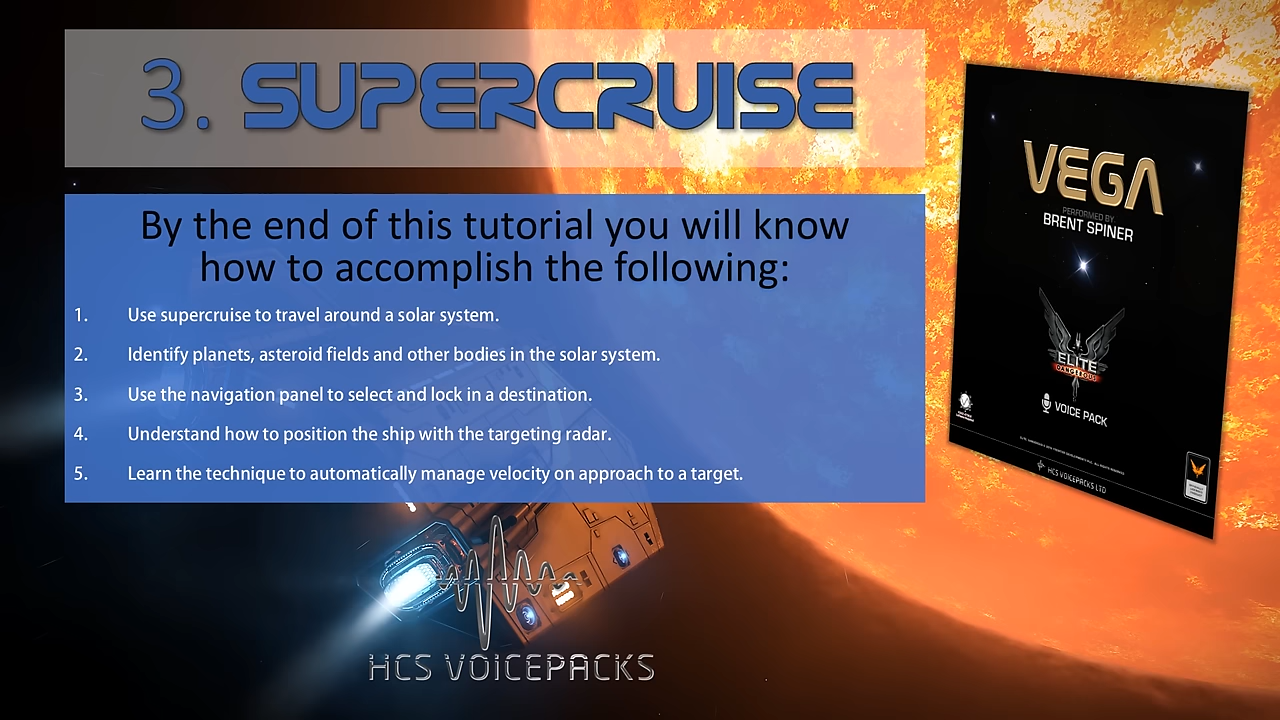 3. SUPERCRUISE
By the end of this tutorial you will know
how to accomplish the following:
1. Use supercruise to travel around a solar system.
2. Identify planets, asteroid fields and other bodies in the solar system.
3. Use the navigation panel to select and lock in a destination.
4. Understand how to position the ship with the targeting radar.
5. Learn the technique to automatically manage velocity on approach to a target.
VEGA
PERFORMED BY
BRENT SPINER
ELITE
DANGEROUS
VOICE PACK
HCS VOICEPACKS LTD
HCS VOICEPACKS